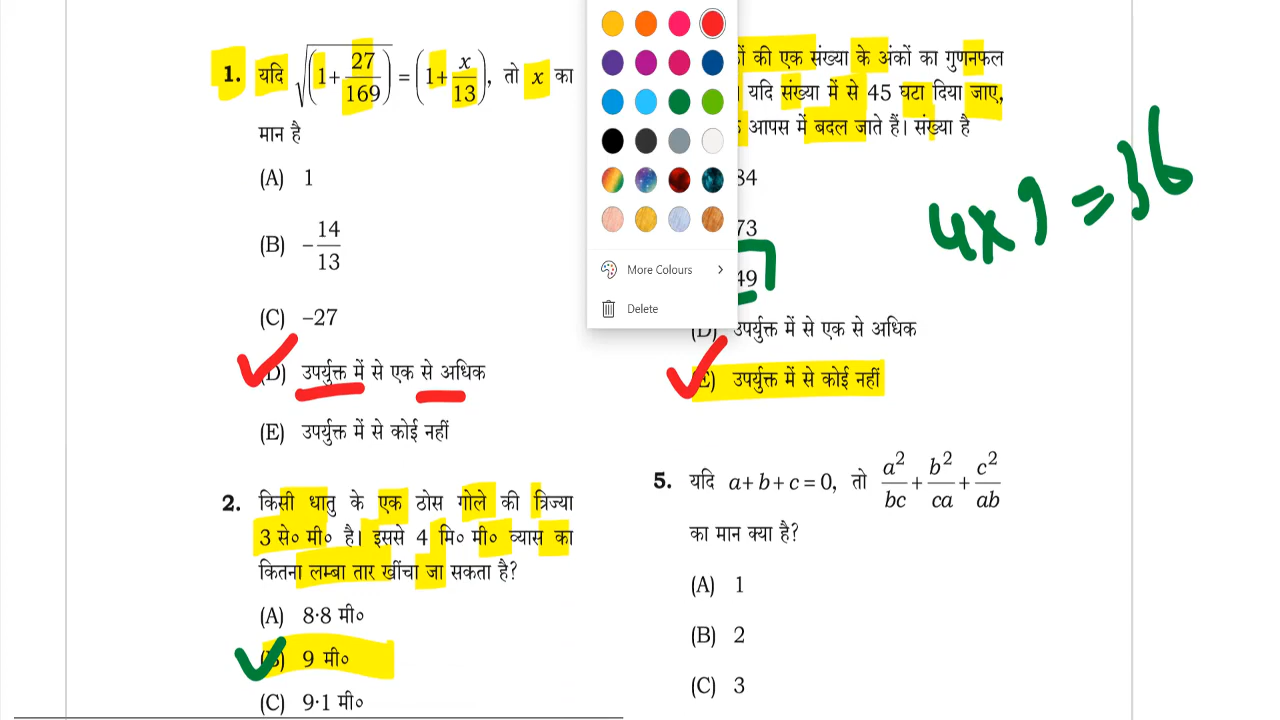 1. यदि √(1+27/169) = (1+x/13), तो x का
मान है
(A) 1
(B) -14/13
(C) –27
(D) उपर्युक्त में से एक से अधिक
(E) उपर्युक्त में से कोई नहीं
2. किसी धातु के एक ठोस गोले की त्रिज्या
3 से० मी० है। इससे 4 मि० मी० व्यास का
कितना लम्बा तार खींचा जा सकता है?
(A) 8·8 मी०
(B) 9 मी०
(C) 9·1 मी०
More Colours
Delete
की एक संख्या के अंकों का गुणनफल
। यदि संख्या में से 45 घटा दिया जाए,
आपस में बदल जाते हैं। संख्या है
84
73
49
(D) उपर्युक्त में से एक से अधिक
(E) उपर्युक्त में से कोई नहीं
4x9=36
5. यदि a+b+c=0, तो a²/bc + b²/ca + c²/ab
का मान क्या है?
(A) 1
(B) 2
(C) 3